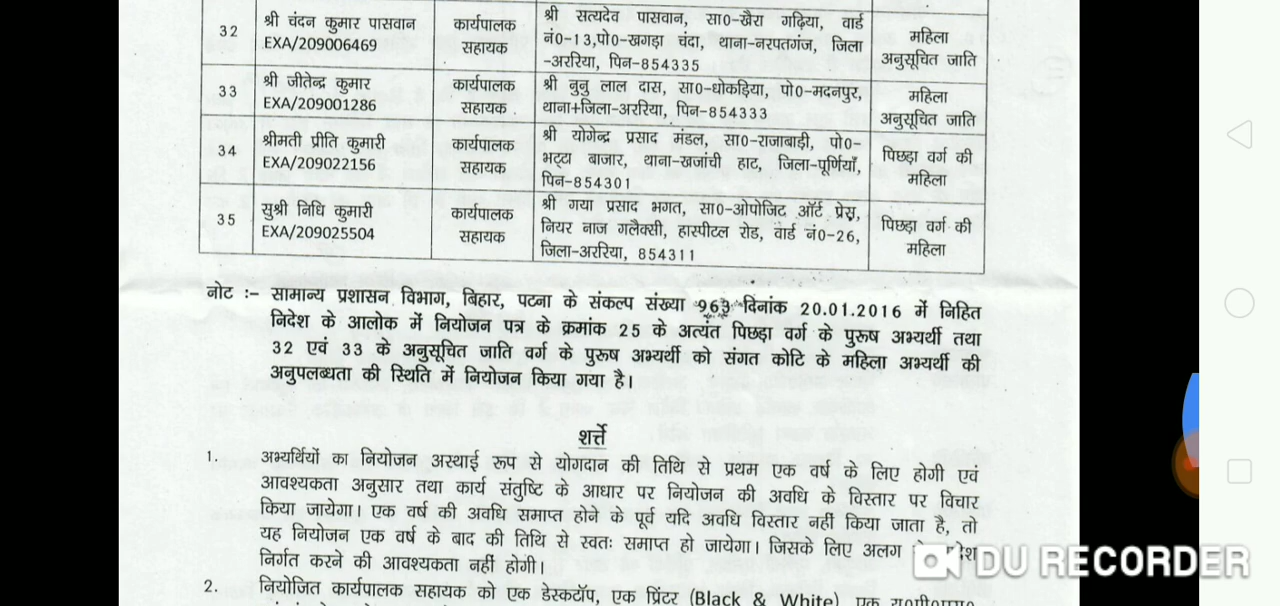 32 श्री चंदन कुमार पासवान कार्यपालक श्री सत्यदेव पासवान, सा0-खैरा गढ़िया, वार्ड महिला
EXA/209006469 सहायक नं0-13,पो0-खगड़ा चंदा, थाना-नरपतगंज, जिला अनुसूचित जाति
-अररिया, पिन-854335
33 श्री जीतेन्द्र कुमार कार्यपालक श्री नुनु लाल दास, सा0-धोकड़िया, पो0-मदनपुर, महिला
EXA/209001286 सहायक थाना+जिला-अररिया, पिन-854333 अनुसूचित जाति
34 श्रीमती प्रीति कुमारी कार्यपालक श्री योगेन्द्र प्रसाद मंडल, सा0-राजाबाड़ी, पो0- पिछड़ा वर्ग की
EXA/209022156 सहायक भट्टा बाजार, थाना-खजांची हाट, जिला-पूर्णियाँ, महिला
पिन-854301
35 सुश्री निधि कुमारी कार्यपालक श्री गया प्रसाद भगत, सा0-ओपोजिट ऑर्ट प्रेस, पिछड़ा वर्ग की
EXA/209025504 सहायक नियर नाज गलैक्सी, हास्पीटल रोड, वार्ड नं0-26, महिला
जिला-अररिया, 854311
नोट :- सामान्य प्रशासन विभाग, बिहार, पटना के संकल्प संख्या 963 दिनांक 20.01.2016 में निहित
निदेश के आलोक में नियोजन पत्र के क्रमांक 25 के अत्यंत पिछड़ा वर्ग के पुरूष अभ्यर्थी तथा
32 एवं 33 के अनुसूचित जाति वर्ग के पुरूष अभ्यर्थी को संगत कोटि के महिला अभ्यर्थी की
अनुपलब्धता की स्थिति में नियोजन किया गया है।
शर्त्ते
1. अभ्यर्थियों का नियोजन अस्थाई रूप से योगदान की तिथि से प्रथम एक वर्ष के लिए होगी एवं
आवश्यकता अनुसार तथा कार्य संतुष्टि के आधार पर नियोजन की अवधि के विस्तार पर विचार
किया जायेगा। एक वर्ष की अवधि समाप्त होने के पूर्व यदि अवधि विस्तार नहीं किया जाता है, तो
यह नियोजन एक वर्ष के बाद की तिथि से स्वतः समाप्त हो जायेगा। जिसके लिए अलग
निर्गत करने की आवश्यकता नहीं होगी।
2. नियोजित कार्यपालक सहायक को एक डेस्कटॉप, एक प्रिंटर (Black & White), एक यू0पी0एस0
DU RECORDER